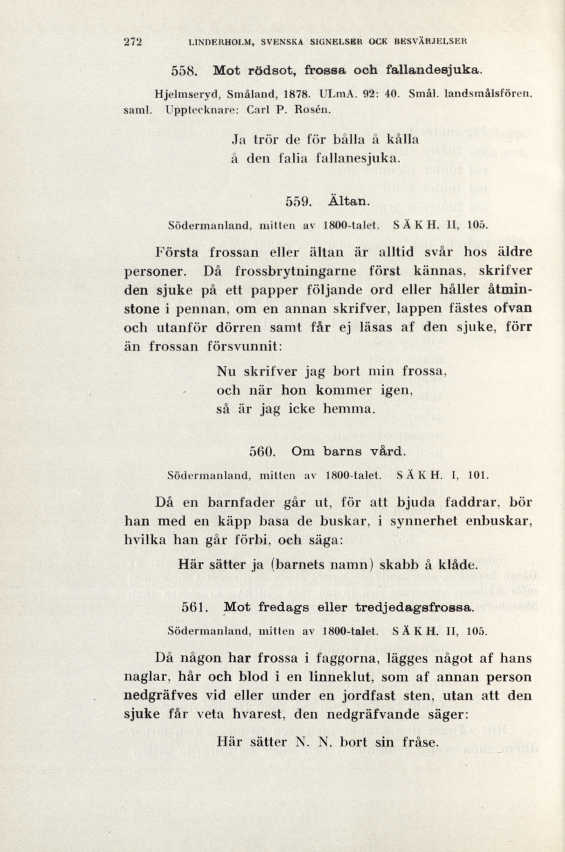 272 LINDERHOLM, SVENSKA SIGNELSER OCK BESVÄRJELSER
558. Mot rödsot, frossa och fallandesjuka.
Hjelmseryd, Småland, 1878. ULmA. 92: 40. Smål. landsmålsfören.
saml. Upptecknare: Carl P. Rosén.
Ja trör de för bålla å kålla
å den falia fallanesjuka.
559. Ältan.
Södermanland, mitten av 1800-talet. SÄKH. II, 105.
Första frossan eller ältan är alltid svår hos äldre
personer. Då frossbrytningarne först kännas, skrifver
den sjuke på ett papper följande ord eller håller åtmin-
stone i pennan, om en annan skrifver, lappen fästes ofvan
och utanför dörren samt får ej läsas af den sjuke, förr
än frossan försvunnit:
Nu skrifver jag bort min frossa,
och när hon kommer igen,
så är jag icke hemma.
560. Om barns vård.
Södermanland, mitten av 1800-talet. SÄKH. I, 101.
Då en barnfader går ut, för att bjuda faddrar, bör
han med en käpp basa de buskar, i synnerhet enbuskar,
hvilka han går förbi, och säga:
Här sätter ja (barnets namn) skabb å klåde.
561. Mot fredags eller tredjedagsfrossa.
Södermanland, mitten av 1800-talet. SÄKH. II, 105.
Då någon har frossa i faggorna, lägges något af hans
naglar, hår och blod i en linneklut, som af annan person
nedgräfves vid eller under en jordfast sten, utan att den
sjuke får veta hvarest, den nedgräfvande säger:
Här sätter N. N. bort sin fråse.